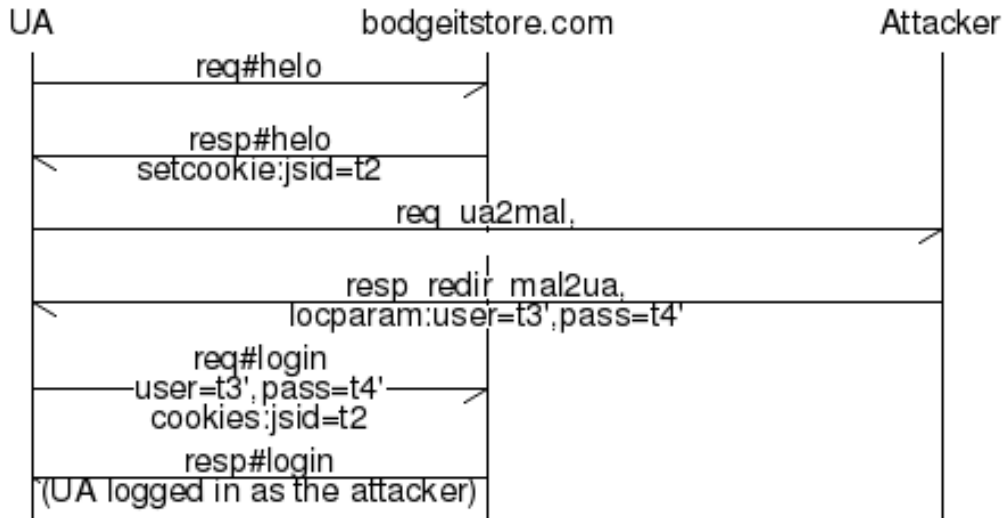 UA bodgeitstore.com Attacker
req#helo
resp#helo
setcookie:jsid=t2
req_ua2mal,
resp_redir_mal2ua,
locparam:user=t3',pass=t4'
req#login
user=t3',pass=t4'
cookies:jsid=t2
resp#login
(UA logged in as the attacker)